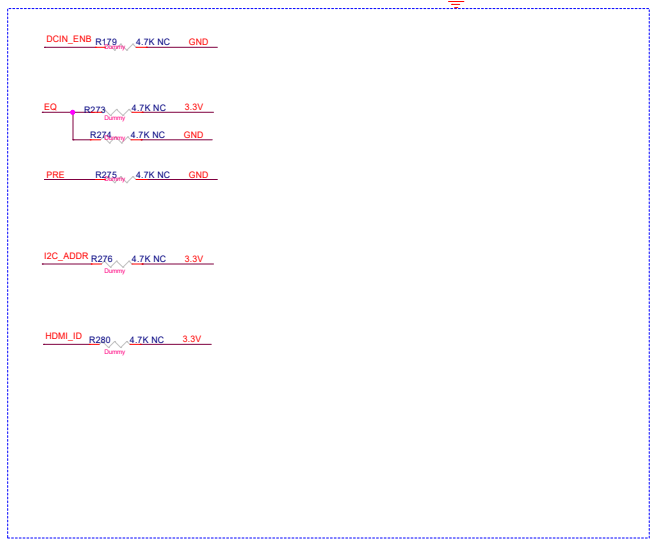 DCIN_ENB R179 4.7K NC GND
Dummy
EQ R273 4.7K NC 3.3V
Dummy
R274 4.7K NC GND
Dummy
PRE R275 4.7K NC GND
Dummy
I2C_ADDR R276 4.7K NC 3.3V
Dummy
HDMI_ID R280 4.7K NC 3.3V
Dummy